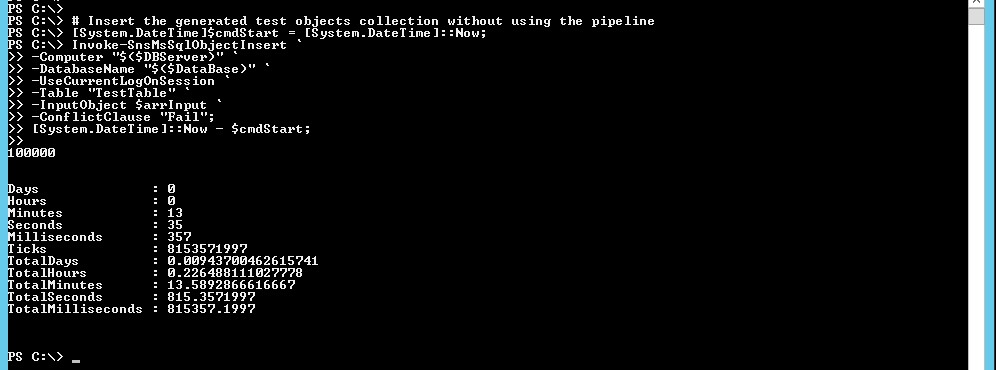 PS C:\>
PS C:\> # Insert the generated test objects collection without using the pipeline
PS C:\> [System.DateTime]$cmdStart = [System.DateTime]::Now;
PS C:\> Invoke-SnsMsSqlObjectInsert `
>> -Computer "$($DBServer)" `
>> -DatabaseName "$($DataBase)" `
>> -UseCurrentLogOnSession `
>> -Table "TestTable" `
>> -InputObject $arrInput `
>> -ConflictClause "Fail";
>> [System.DateTime]::Now - $cmdStart;
>>
100000
Days : 0
Hours : 0
Minutes : 13
Seconds : 35
Milliseconds : 357
Ticks : 8153571997
TotalDays : 0.00943700462615741
TotalHours : 0.226488111027778
TotalMinutes : 13.5892866616667
TotalSeconds : 815.3571997
TotalMilliseconds : 815357.1997
PS C:\> _